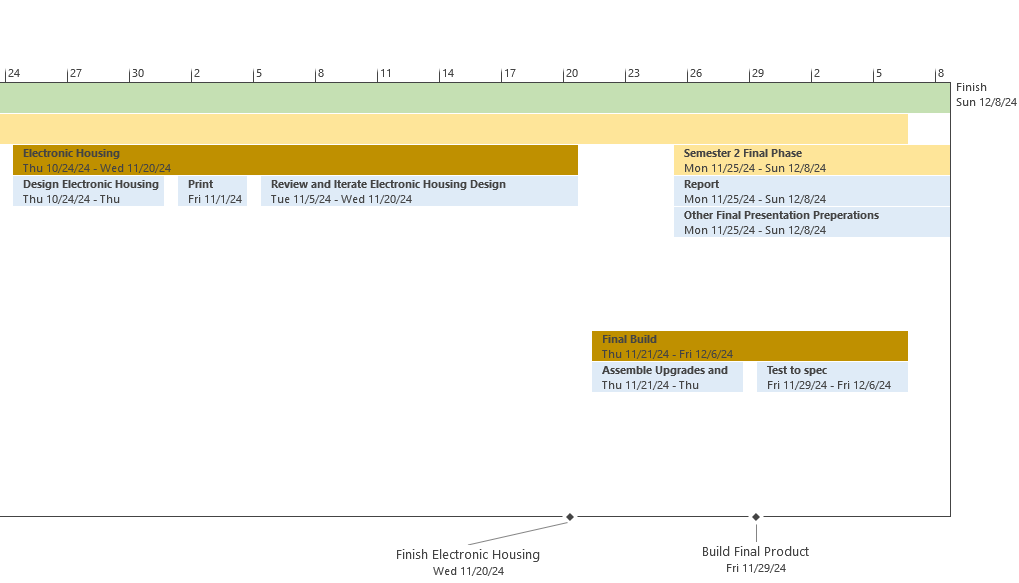 24 27 30 2 5 8 11 14 17 20 23 26 29 2 5 8
Finish
Sun 12/8/24
Electronic Housing
Thu 10/24/24 - Wed 11/20/24
Design Electronic Housing
Thu 10/24/24 - Thu
Print
Fri 11/1/24
Review and Iterate Electronic Housing Design
Tue 11/5/24 - Wed 11/20/24
Semester 2 Final Phase
Mon 11/25/24 - Sun 12/8/24
Report
Mon 11/25/24 - Sun 12/8/24
Other Final Presentation Preperations
Mon 11/25/24 - Sun 12/8/24
Final Build
Thu 11/21/24 - Fri 12/6/24
Assemble Upgrades and
Thu 11/21/24 - Thu
Test to spec
Fri 11/29/24 - Fri 12/6/24
Finish Electronic Housing
Wed 11/20/24
Build Final Product
Fri 11/29/24